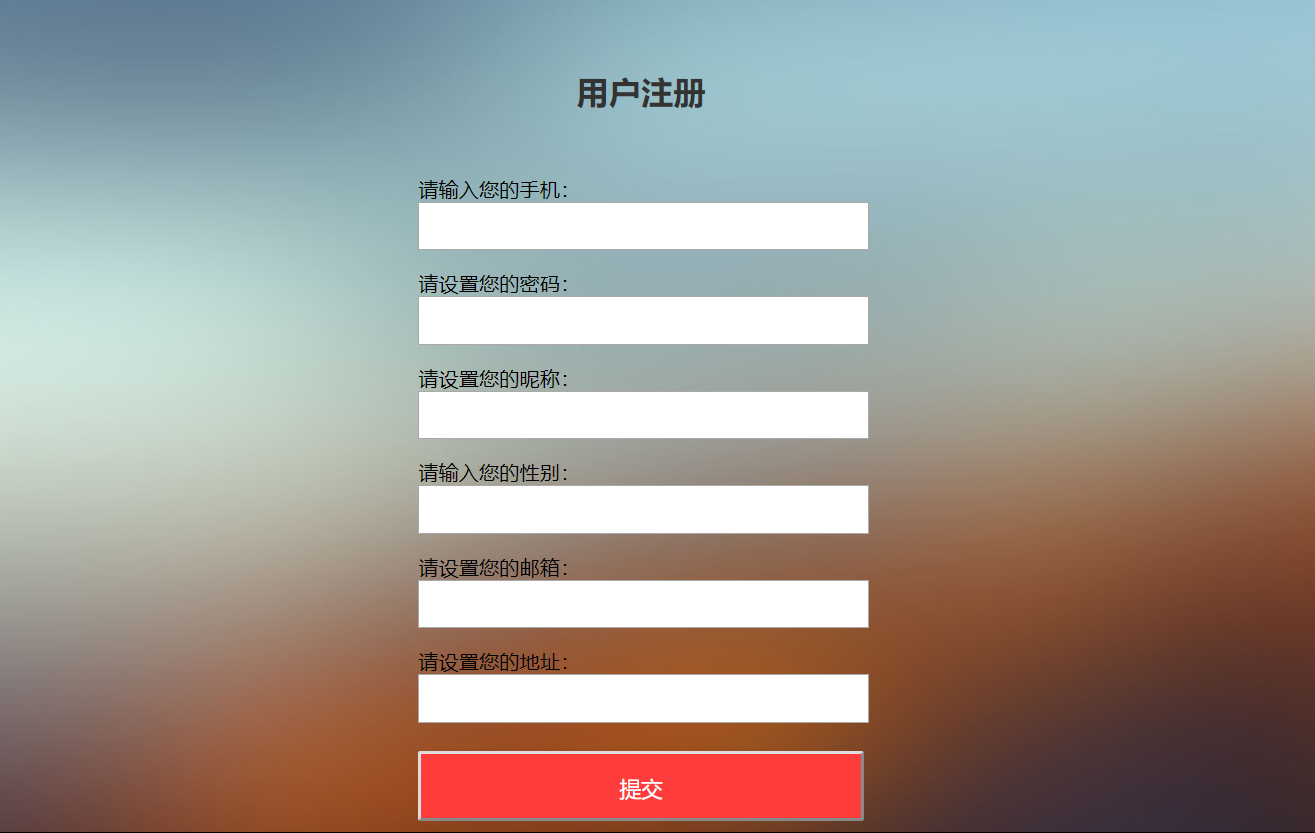 用户注册
请输入您的手机：
请设置您的密码：
请设置您的昵称：
请输入您的性别：
请设置您的邮箱：
请设置您的地址：
提交